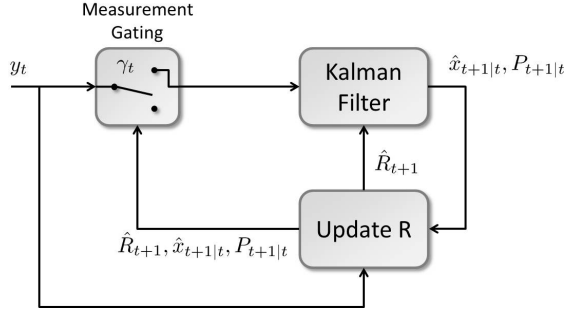 Measurement
Gating
y_t
γ_t
Kalman
Filter
x̂_{t+1|t}, P_{t+1|t}
R̂_{t+1}
Update R
R̂_{t+1}, x̂_{t+1|t}, P_{t+1|t}